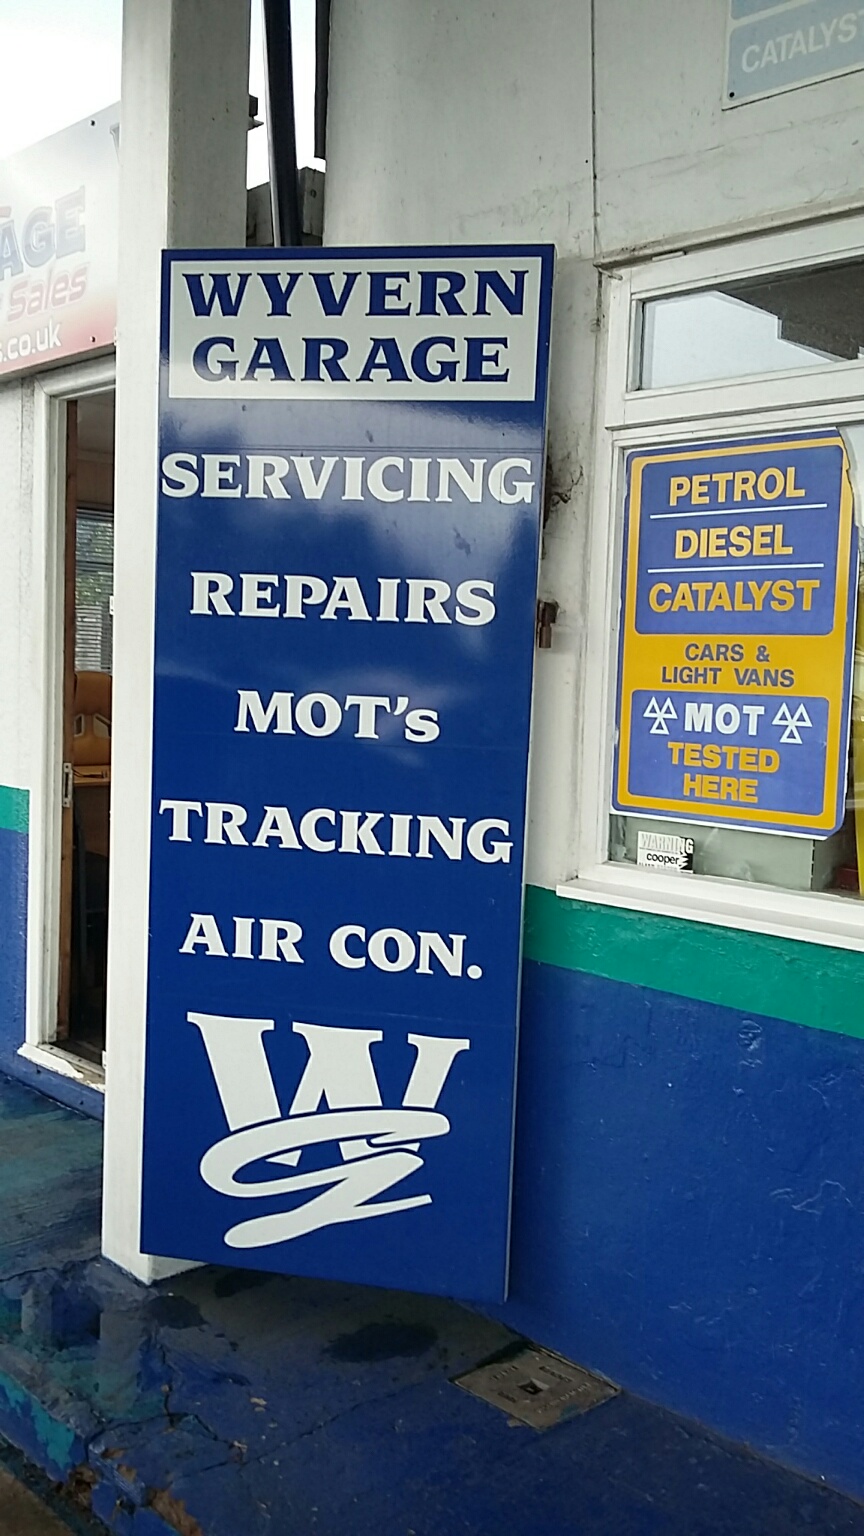 CATALYS
AGE
Sales
.co.uk
WYVERN
GARAGE
SERVICING
REPAIRS
MOT's
TRACKING
AIR CON.
WG
PETROL
DIESEL
CATALYST
CARS &
LIGHT VANS
MOT
TESTED
HERE
WARNING
cooper